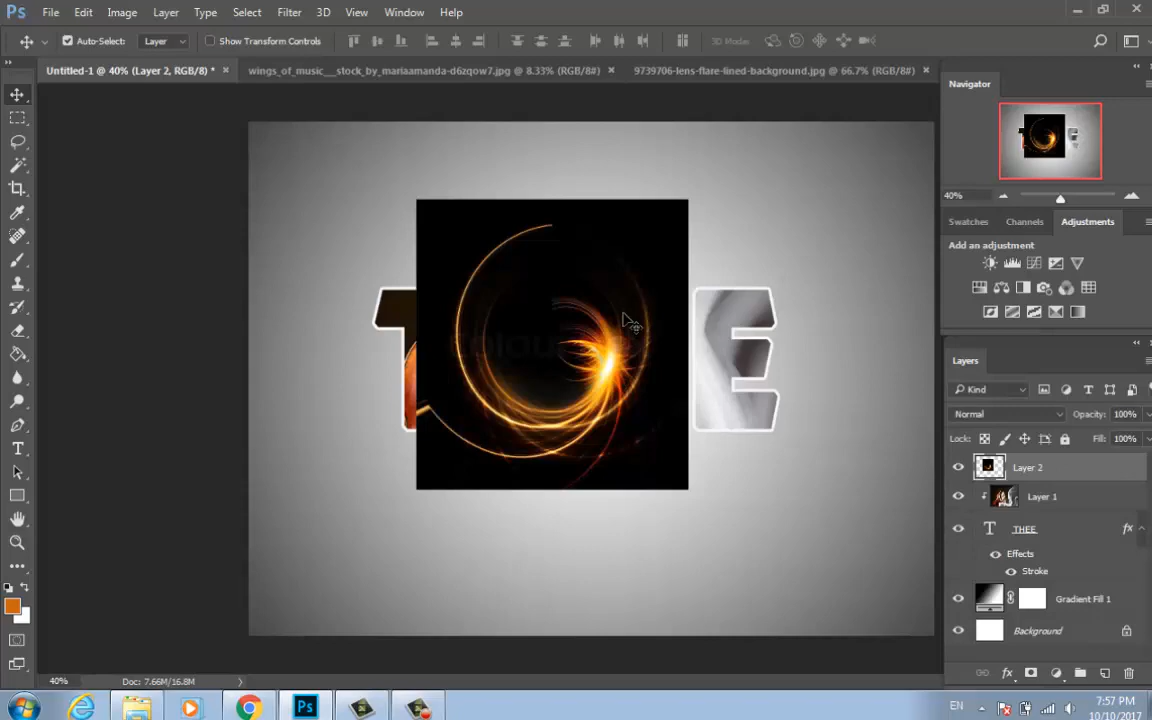 Ps File Edit Image Layer Type Select Filter 3D View Window Help
Auto-Select: Layer Show Transform Controls 3D Mode:
Untitled-1 @ 40% (Layer 2, RGB/8) * × wings_of_music__stock_by_mariaamanda-d6zqow7.jpg @ 8.33% (RGB/8#) × 9739706-lens-flare-lined-background.jpg @ 66.7% (RGB/8#) ×
Navigator
40%
Swatches Channels Adjustments
Add an adjustment
T E
Layers
Kind
Normal Opacity: 100%
Lock: Fill: 100%
Layer 2
Layer 1
T THEE fx
Effects
Stroke
Gradient Fill 1
Background
40% Doc: 7.66M/16.8M
Ps EN 7:57 PM
10/10/2017